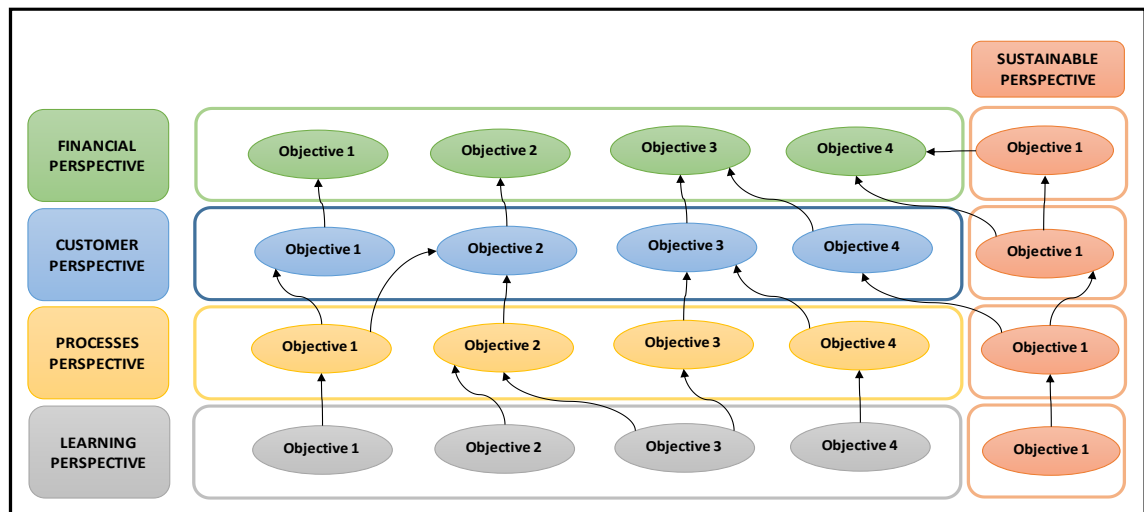 SUSTAINABLE
PERSPECTIVE
FINANCIAL
PERSPECTIVE
Objective 1
Objective 2
Objective 3
Objective 4
Objective 1
CUSTOMER
PERSPECTIVE
Objective 1
Objective 2
Objective 3
Objective 4
Objective 1
PROCESSES
PERSPECTIVE
Objective 1
Objective 2
Objective 3
Objective 4
Objective 1
LEARNING
PERSPECTIVE
Objective 1
Objective 2
Objective 3
Objective 4
Objective 1